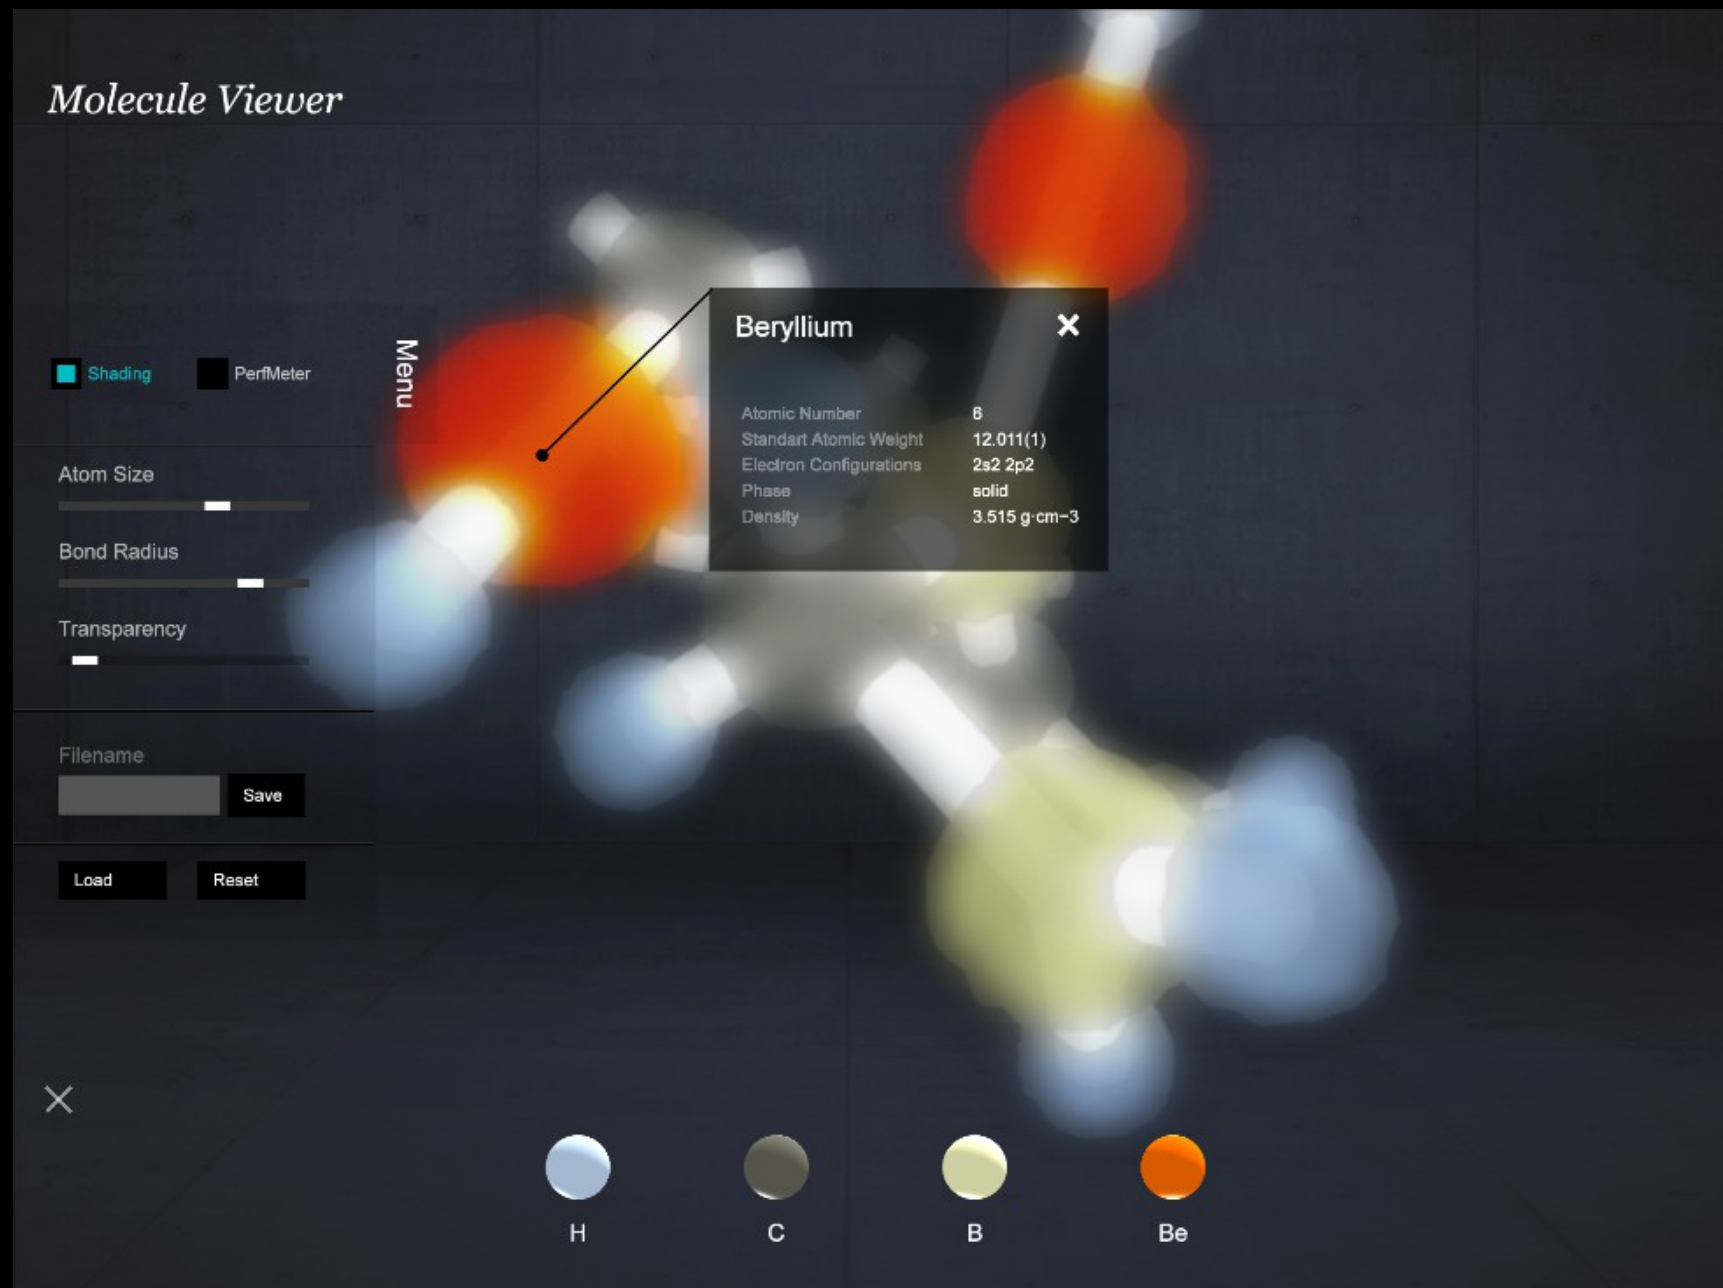 Molecule Viewer
Menu
Shading PerfMeter
Atom Size
Bond Radius
Transparency
Filename
Save
Load Reset
Beryllium
Atomic Number 6
Standart Atomic Weight 12.011(1)
Electron Configurations 2s2 2p2
Phase solid
Density 3.515 g·cm−3
H C B Be